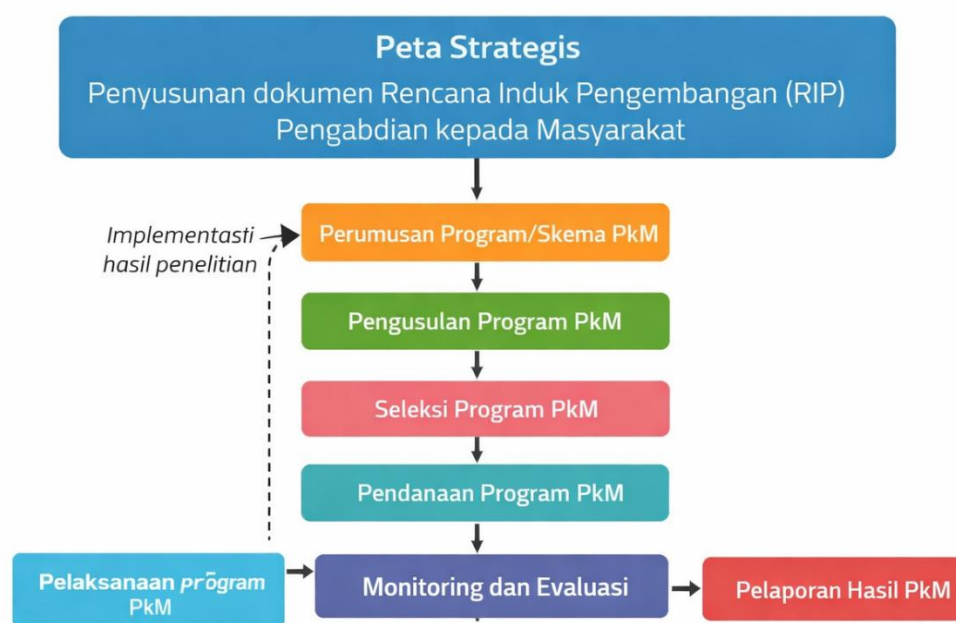 Peta Strategis
Penyusunan dokumen Rencana Induk Pengembangan (RIP)
Pengabdian kepada Masyarakat
Implementasti
hasil penelitian
Perumusan Program/Skema PkM
Pengusulan Program PkM
Seleksi Program PkM
Pendanaan Program PkM
Pelaksanaan prōgram
PkM
Monitoring dan Evaluasi
Pelaporan Hasil PkM